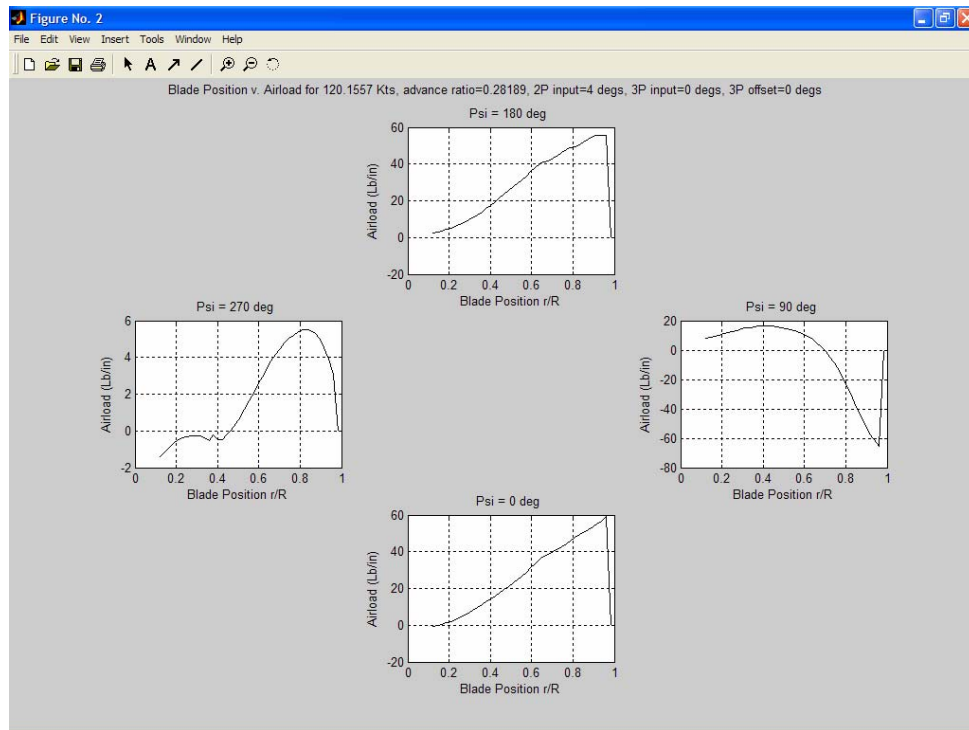 Figure No. 2
File Edit View Insert Tools Window Help
A
Blade Position v. Airload for 120.1557 Kts, advance ratio=0.28189, 2P input=4 degs, 3P input=0 degs, 3P offset=0 degs
Psi = 180 deg
60
40
20
0
-20
Airload (Lb/in)
0 0.2 0.4 0.6 0.8 1
Blade Position r/R
Psi = 270 deg
6
4
2
0
-2
Airload (Lb/in)
0 0.2 0.4 0.6 0.8 1
Blade Position r/R
Psi = 90 deg
20
0
-20
-40
-60
-80
Airload (Lb/in)
0 0.2 0.4 0.6 0.8 1
Blade Position r/R
Psi = 0 deg
60
40
20
0
-20
Airload (Lb/in)
0 0.2 0.4 0.6 0.8 1
Blade Position r/R